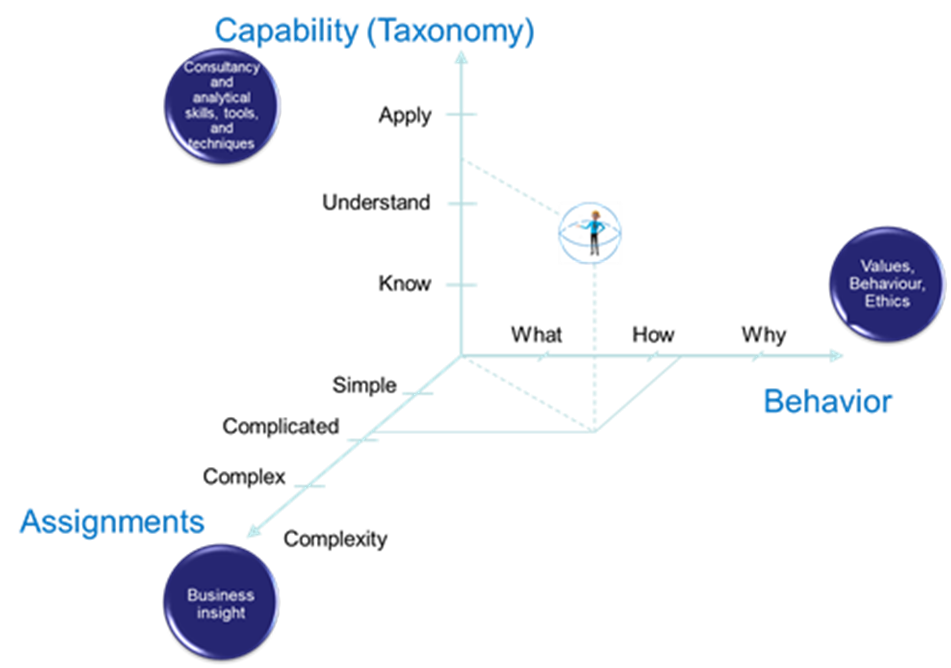 Capability (Taxonomy)
Consultancy
and
analytical
skills, tools,
and
techniques
Apply
Understand
Know
Values,
Behaviour,
Ethics
What
How
Why
Behavior
Simple
Complicated
Complex
Assignments
Complexity
Business
insight